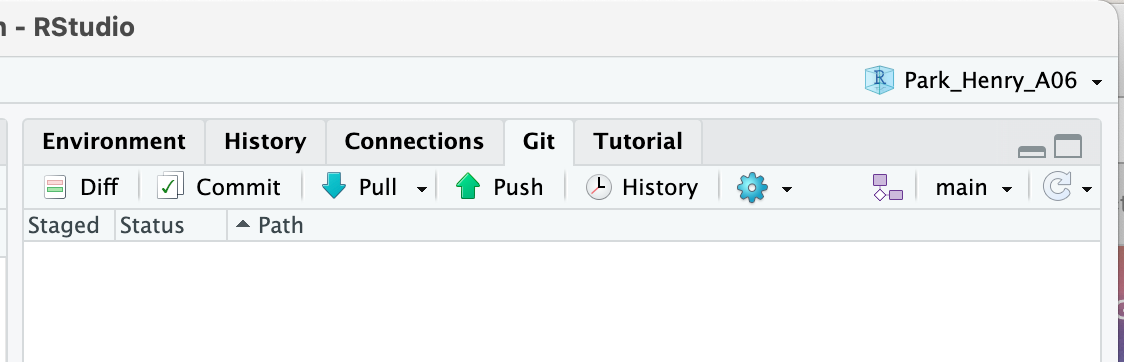 - RStudio
R Park_Henry_A06
Environment History Connections Git Tutorial
Diff Commit Pull Push History main
Staged Status Path